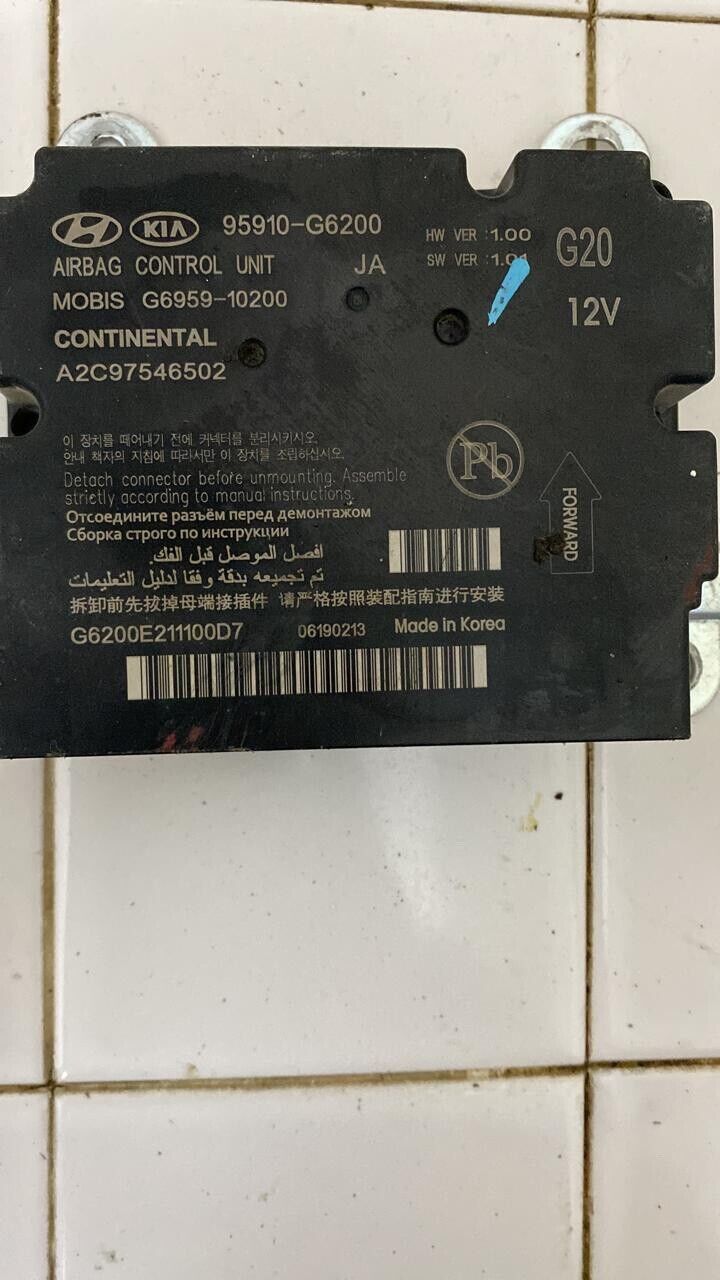 KIA 95910-G6200
HW VER : 1.00
G20
AIRBAG CONTROL UNIT JA
SW VER : 1.01
MOBIS G6959-10200
12V
CONTINENTAL
A2C97546502
이 장치를 떼어내기 전에 커넥터를 분리시키시오.
안내 책자의 지침에 따라서만 이 장치를 조립하십시오.
Pb
Detach connector before unmounting. Assemble
strictly according to manual instructions.
FORWARD
Отсоедините разъём перед демонтажом
Сборка строго по инструкции
افصل الموصل قبل الفك.
تم تجميعه بدقة وفقا لدليل التعليمات
拆卸前先拔掉母端接插件 请严格按照装配指南进行安装
G6200E211100D7 06190213 Made in Korea